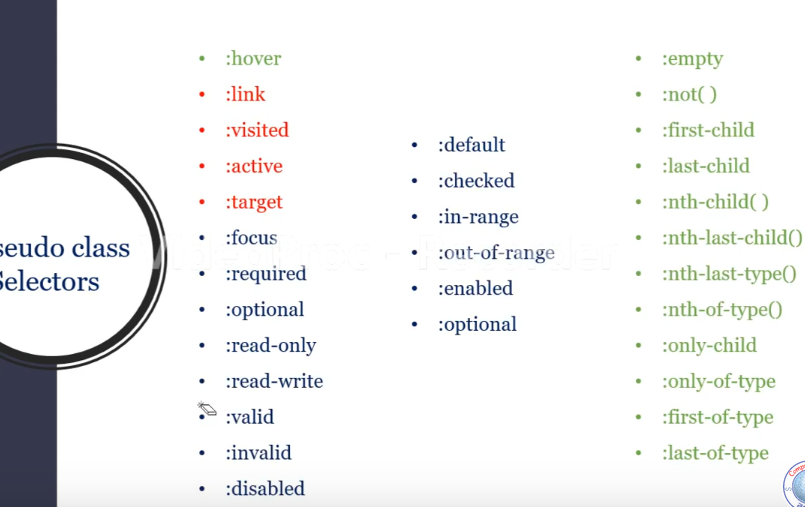 seudo class
Selectors
:hover
:link
:visited
:active
:target
:focus
:required
:optional
:read-only
:read-write
:valid
:invalid
:disabled
:default
:checked
:in-range
:out-of-range
:enabled
:optional
:empty
:not( )
:first-child
:last-child
:nth-child( )
:nth-last-child()
:nth-last-type()
:nth-of-type()
:only-child
:only-of-type
:first-of-type
:last-of-type